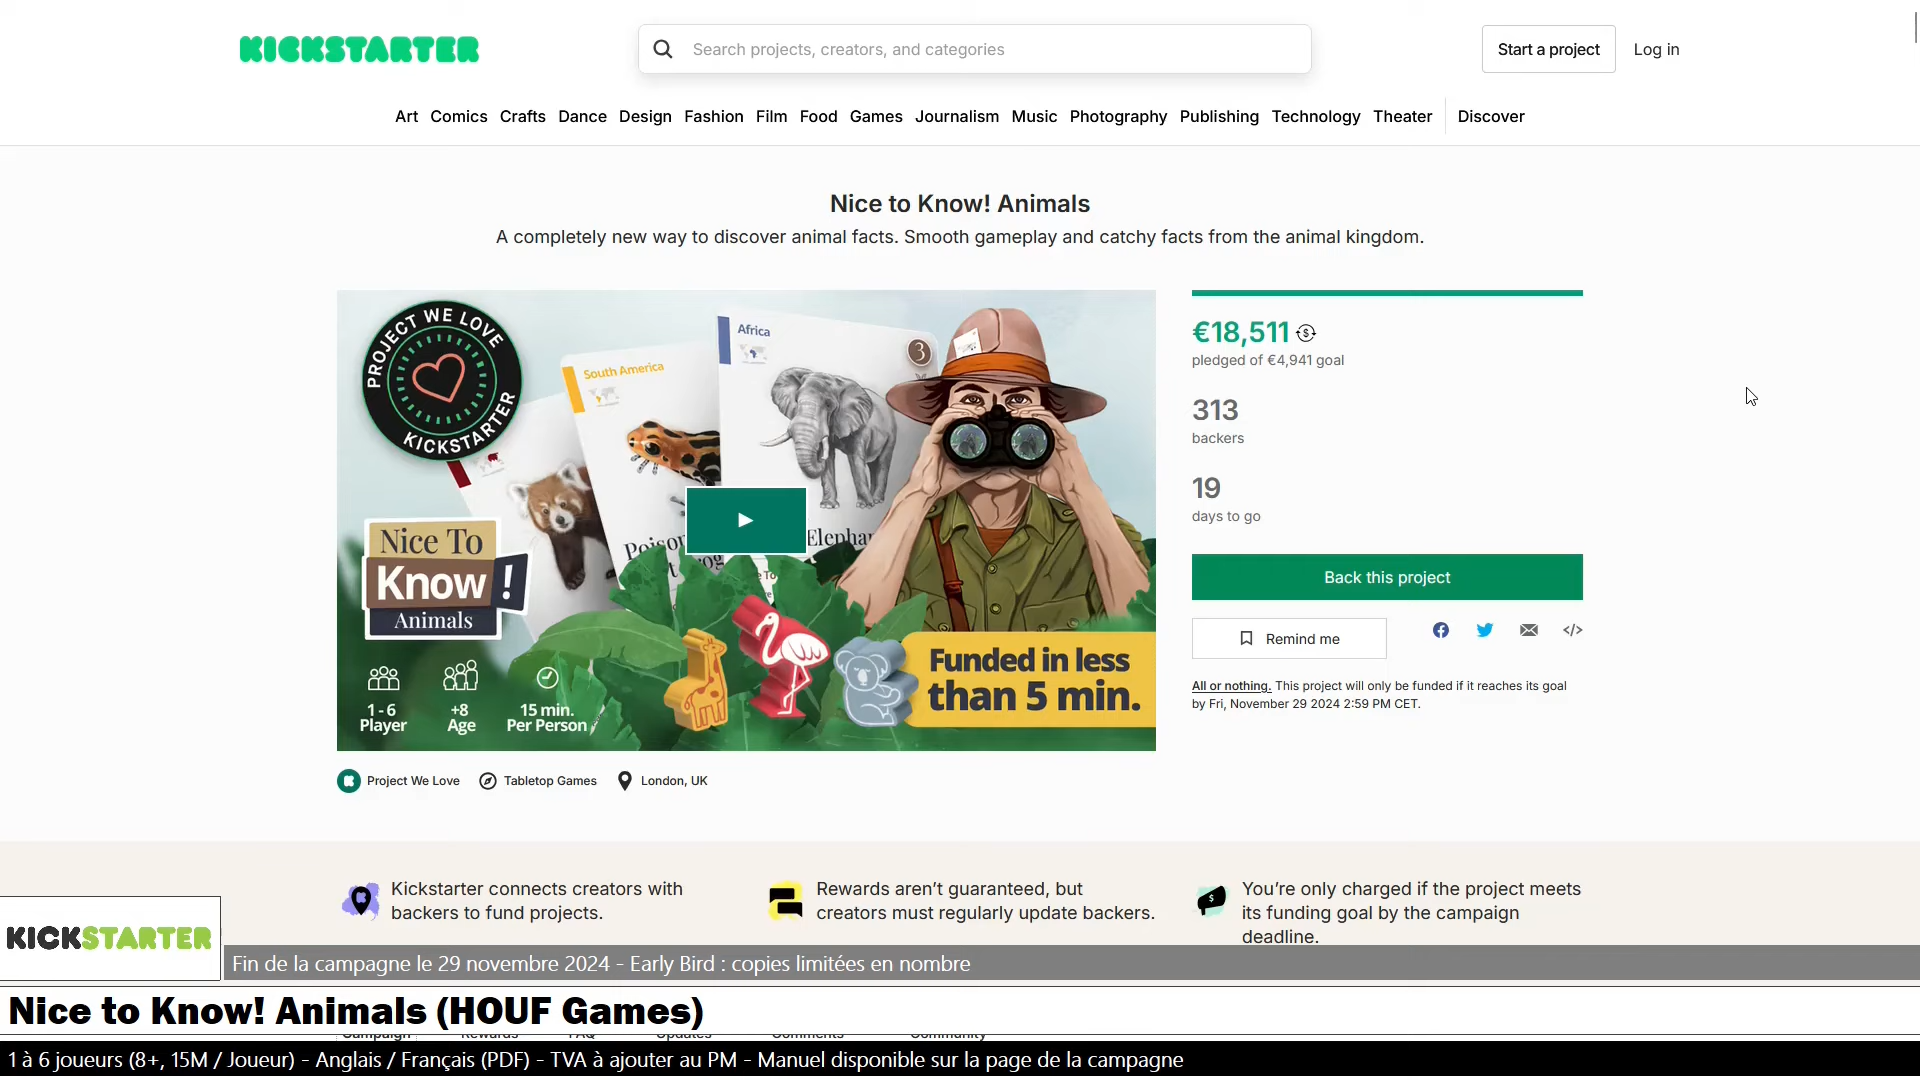 KICKSTARTER
Search projects, creators, and categories
Start a project
Log in
Art Comics Crafts Dance Design Fashion Film Food Games Journalism Music Photography Publishing Technology Theater Discover
Nice to Know! Animals
A completely new way to discover animal facts. Smooth gameplay and catchy facts from the animal kingdom.
PROJECT WE LOVE
KICKSTARTER
South America
Africa
3
Elepha
Nice To
Know!
Animals
1 - 6
Player
+8
Age
15 min.
Per Person
Funded in less
than 5 min.
€18,511
pledged of €4,941 goal
313
backers
19
days to go
Back this project
Remind me
All or nothing. This project will only be funded if it reaches its goal
by Fri, November 29 2024 2:59 PM CET.
Project We Love
Tabletop Games
London, UK
Kickstarter connects creators with
backers to fund projects.
Rewards aren’t guaranteed, but
creators must regularly update backers.
You’re only charged if the project meets
its funding goal by the campaign
deadline.
KICKSTARTER
Fin de la campagne le 29 novembre 2024 - Early Bird : copies limitées en nombre
Nice to Know! Animals (HOUF Games)
Campaign Rewards FAQ Updates Comments Community
1 à 6 joueurs (8+, 15M / Joueur) - Anglais / Français (PDF) - TVA à ajouter au PM - Manuel disponible sur la page de la campagne